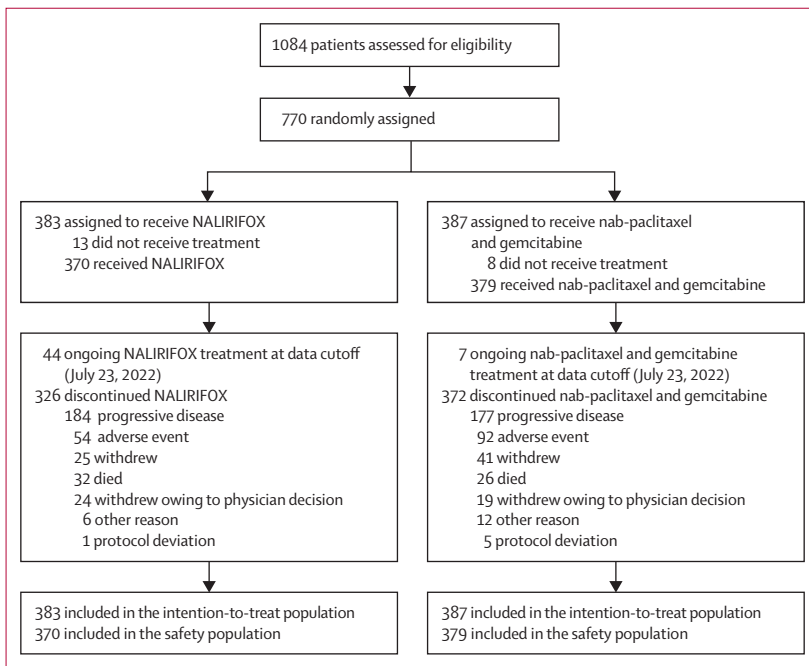 1084 patients assessed for eligibility
770 randomly assigned
383 assigned to receive NALIRIFOX
13 did not receive treatment
370 received NALIRIFOX
387 assigned to receive nab-paclitaxel
and gemcitabine
8 did not receive treatment
379 received nab-paclitaxel and gemcitabine
44 ongoing NALIRIFOX treatment at data cutoff
(July 23, 2022)
326 discontinued NALIRIFOX
184 progressive disease
54 adverse event
25 withdrew
32 died
24 withdrew owing to physician decision
6 other reason
1 protocol deviation
7 ongoing nab-paclitaxel and gemcitabine
treatment at data cutoff (July 23, 2022)
372 discontinued nab-paclitaxel and gemcitabine
177 progressive disease
92 adverse event
41 withdrew
26 died
19 withdrew owing to physician decision
12 other reason
5 protocol deviation
383 included in the intention-to-treat population
370 included in the safety population
387 included in the intention-to-treat population
379 included in the safety population